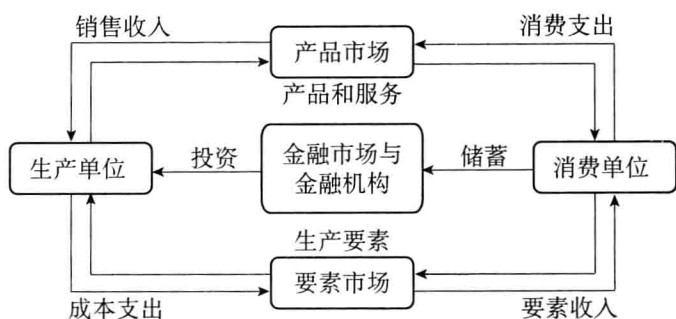 销售收入
消费支出
产品市场
产品和服务
生产单位
投资
金融市场与
金融机构
储蓄
消费单位
生产要素
要素市场
成本支出
要素收入